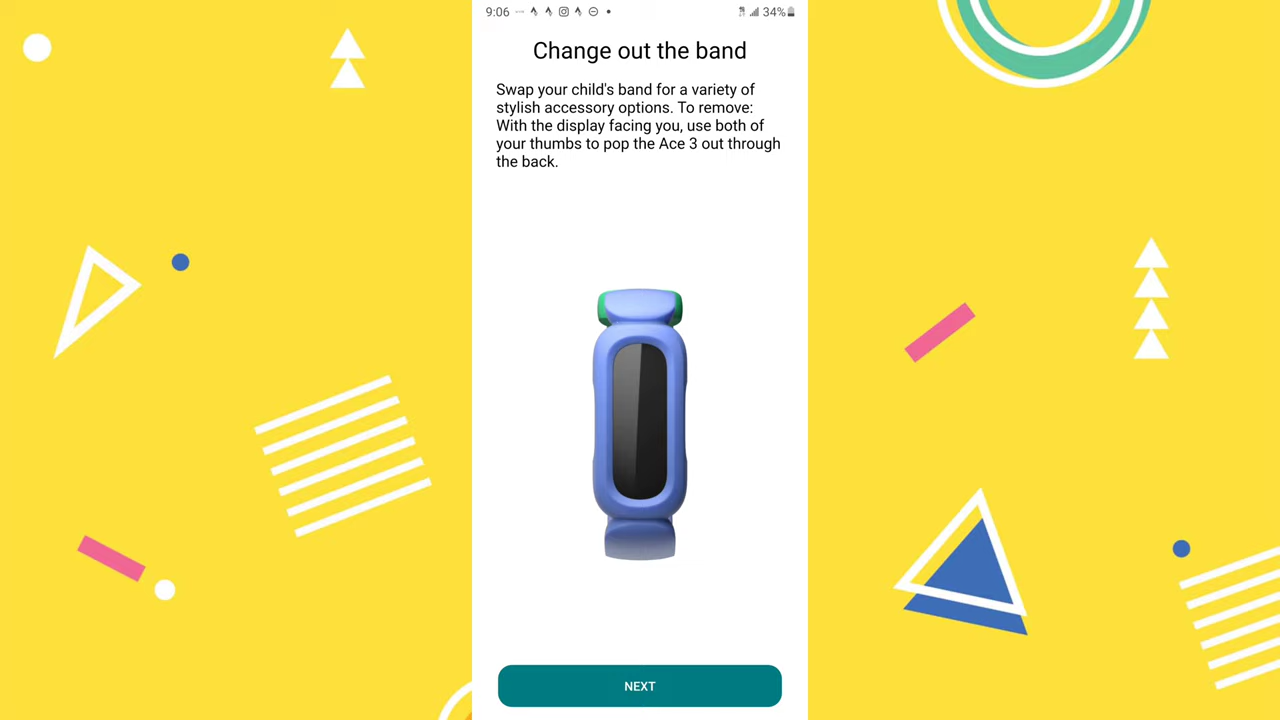 9:06
34%
Change out the band
Swap your child's band for a variety of
stylish accessory options. To remove:
With the display facing you, use both of
your thumbs to pop the Ace 3 out through
the back.
NEXT